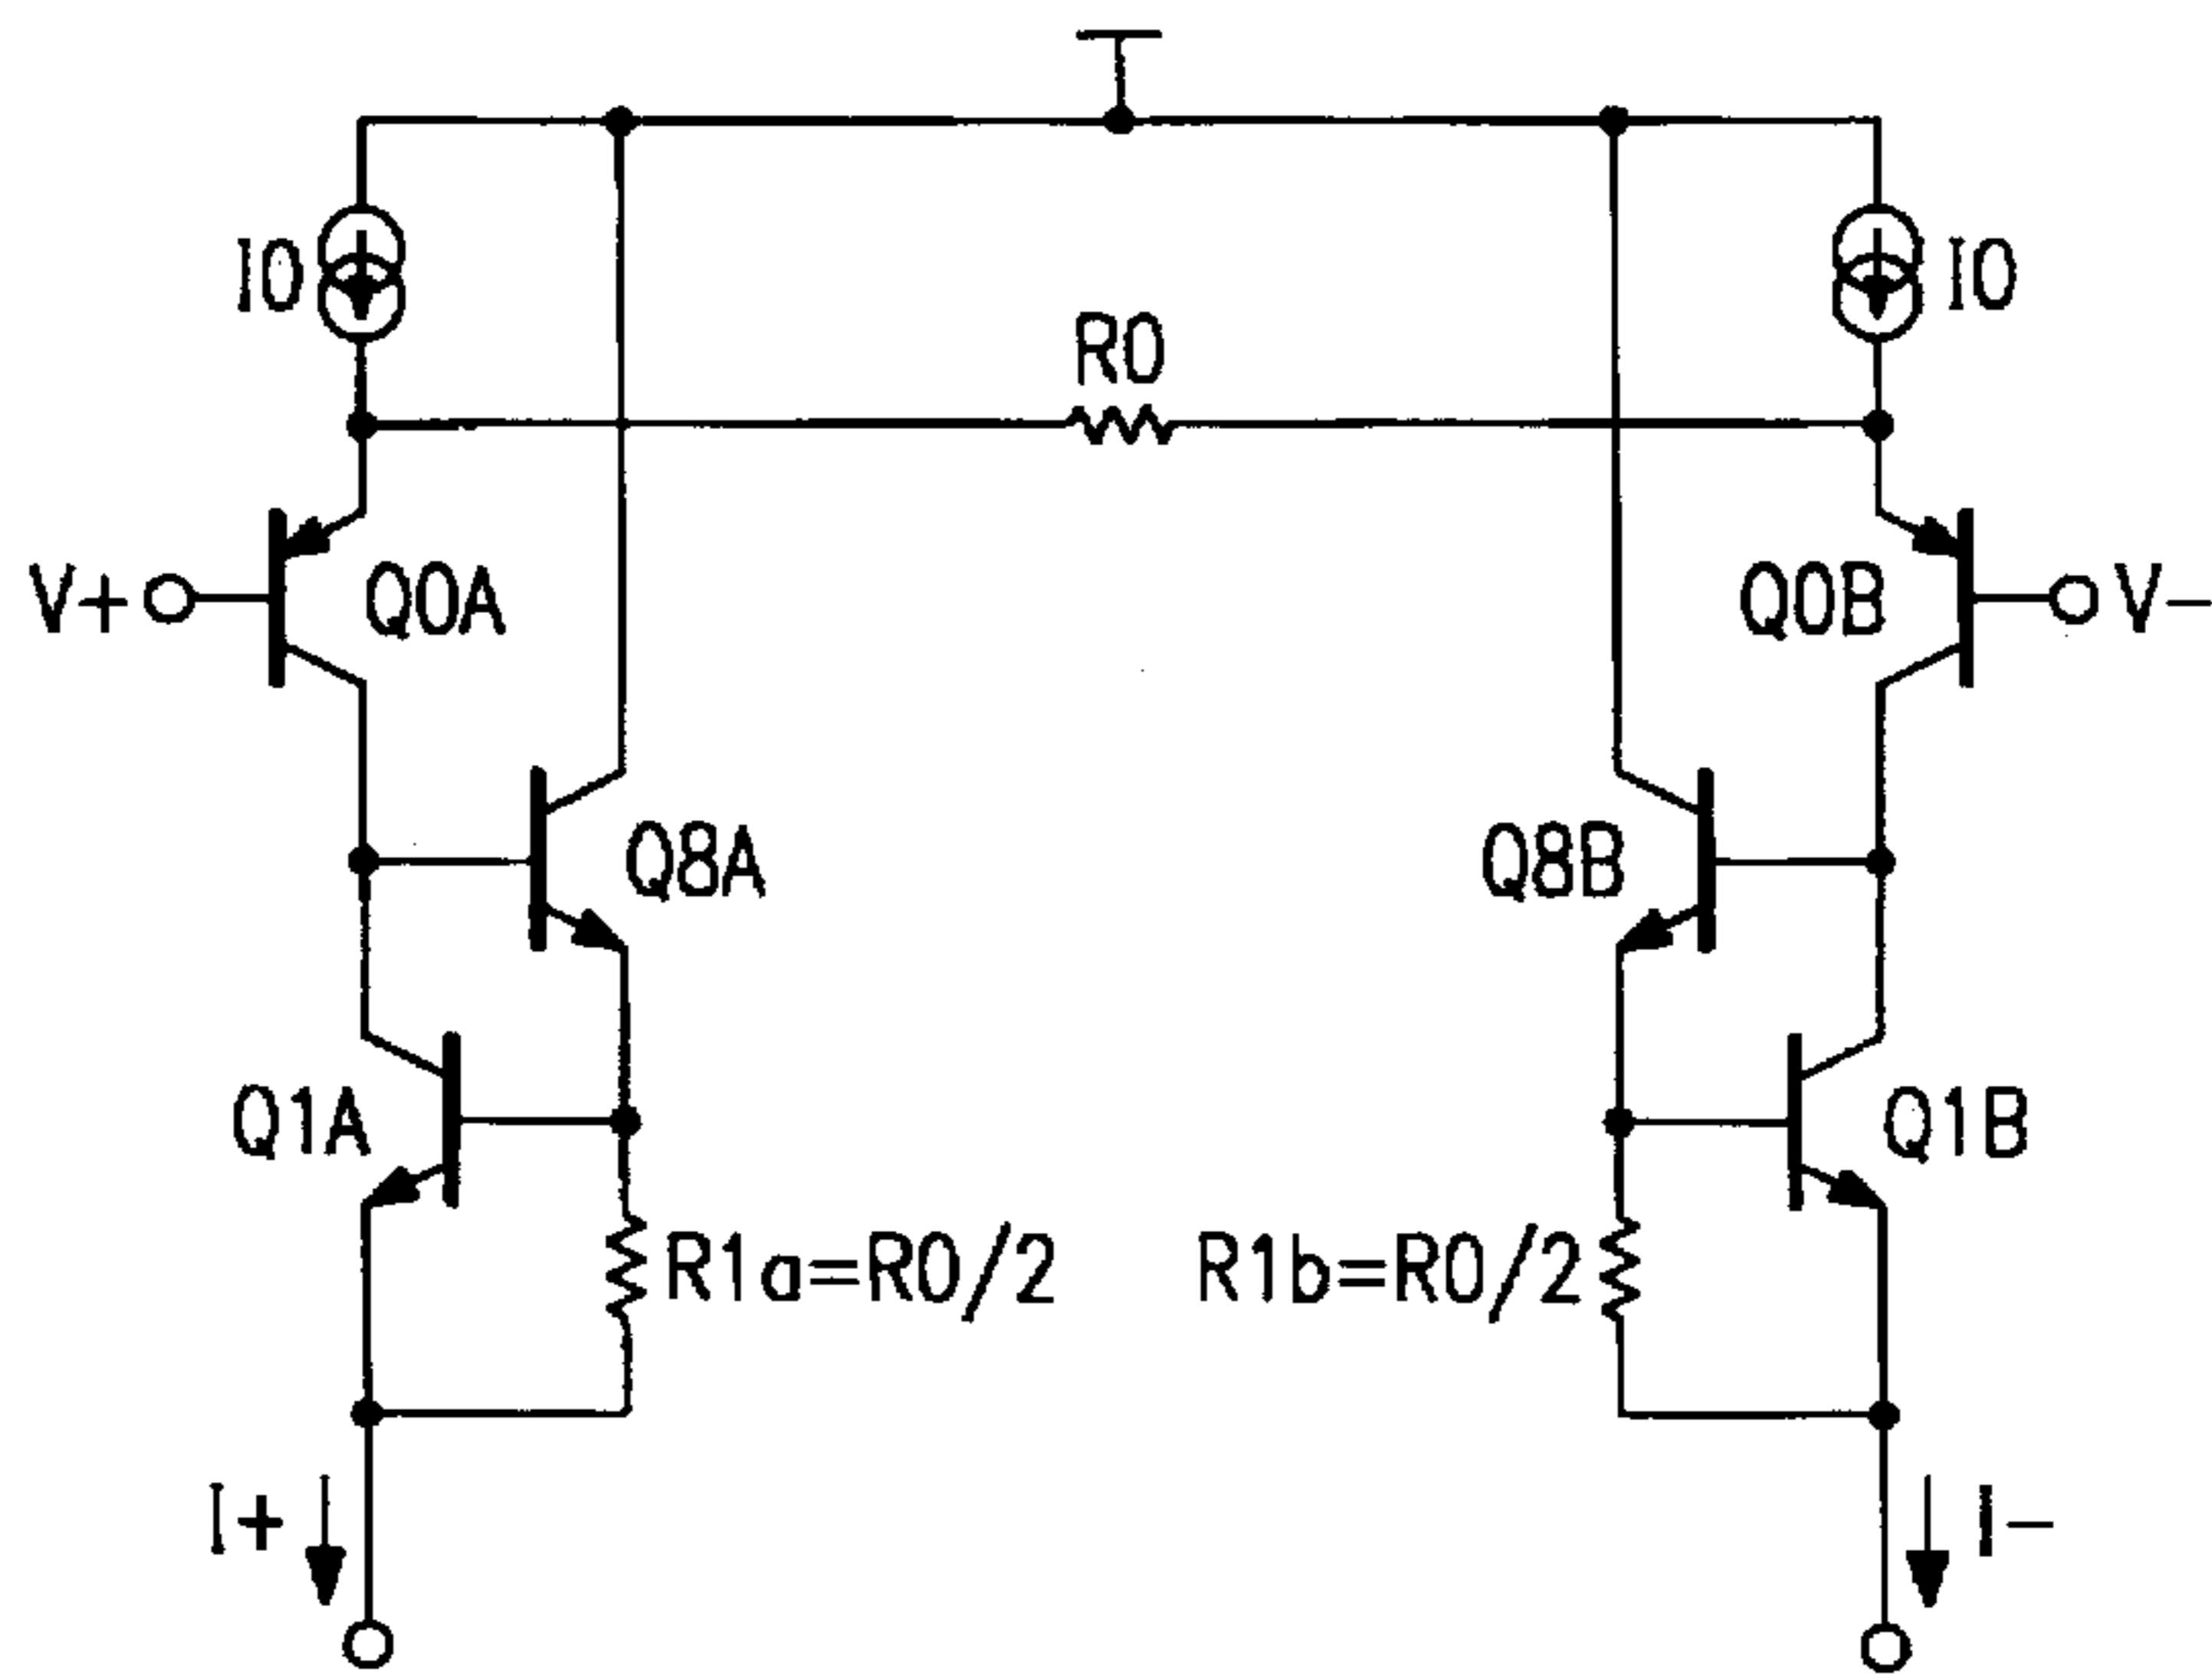 I0
I0
R0
V+
Q0A
Q0B
V-
Q8A
Q8B
Q1A
Q1B
R1a=R0/2
R1b=R0/2
I+
I-